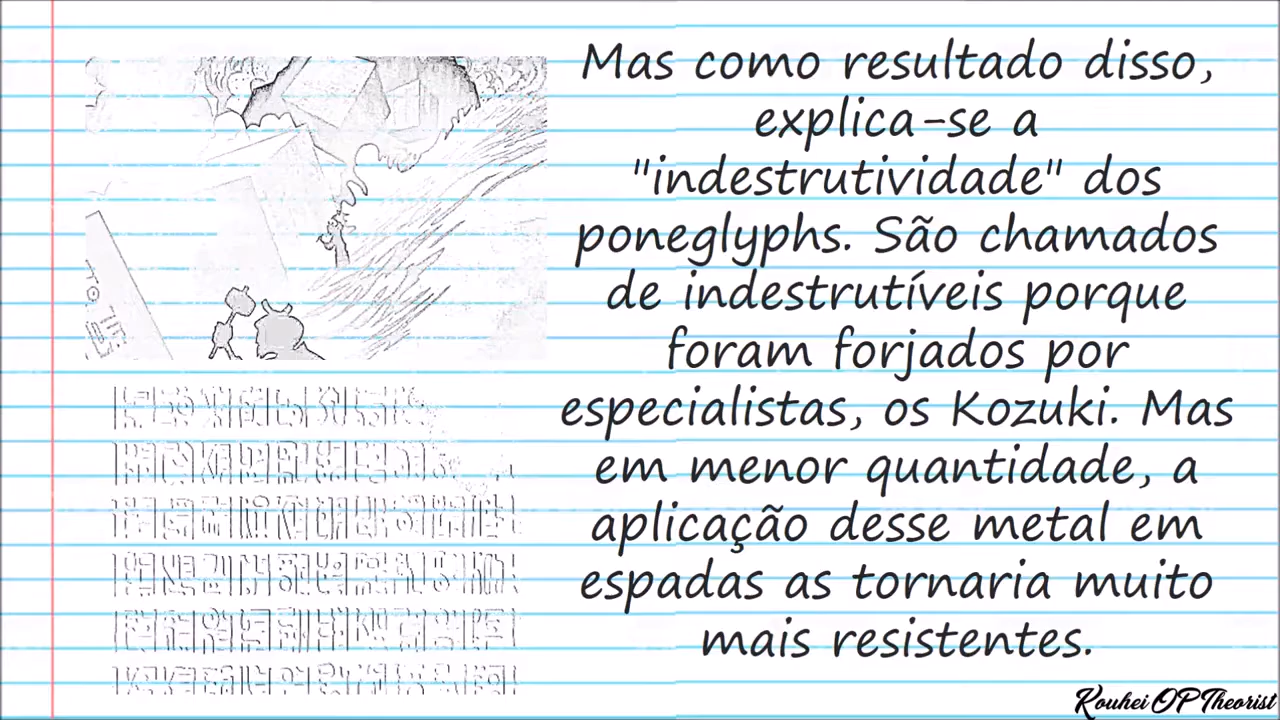 Mas como resultado disso,
explica-se a
"indestrutividade" dos
poneglyphs. São chamados
de indestrutíveis porque
foram forjados por
especialistas, os Kozuki. Mas
em menor quantidade, a
aplicação desse metal em
espadas as tornaria muito
mais resistentes.
Kouhei OP Theorist